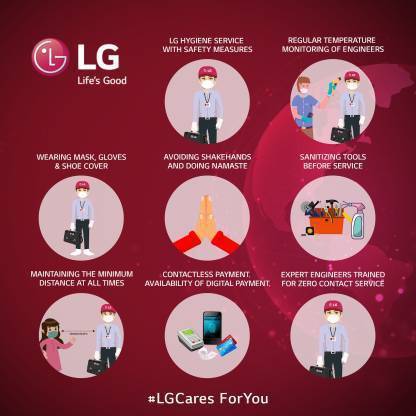 LG
Life's Good
LG HYGIENE SERVICE
WITH SAFETY MEASURES
REGULAR TEMPERATURE
MONITORING OF ENGINEERS
WEARING MASK, GLOVES
& SHOE COVER
AVOIDING SHAKEHANDS
AND DOING NAMASTE
SANITIZING TOOLS
BEFORE SERVICE
MAINTAINING THE MINIMUM
DISTANCE AT ALL TIMES
CONTACTLESS PAYMENT.
AVAILABILITY OF DIGITAL PAYMENT.
EXPERT ENGINEERS TRAINED
FOR ZERO CONTACT SERVICE
#LGCares ForYou